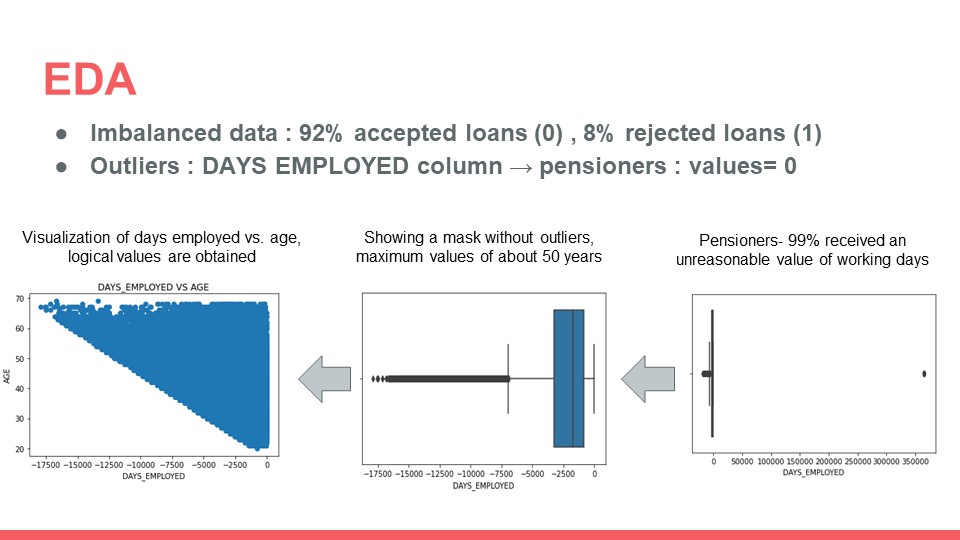 EDA
● Imbalanced data : 92% accepted loans (0) , 8% rejected loans (1)
● Outliers : DAYS EMPLOYED column → pensioners : values= 0
Visualization of days employed vs. age,
logical values are obtained
DAYS_EMPLOYED VS AGE
AGE
70
60
50
40
30
20
−17500 −15000 −12500 −10000 −7500 −5000 −2500 0
DAYS_EMPLOYED
Showing a mask without outliers,
maximum values of about 50 years
−17500 −15000 −12500 −10000 −7500 −5000 −2500 0
DAYS_EMPLOYED
Pensioners- 99% received an
unreasonable value of working days
0 50000 100000 150000 200000 250000 300000 350000
DAYS_EMPLOYED